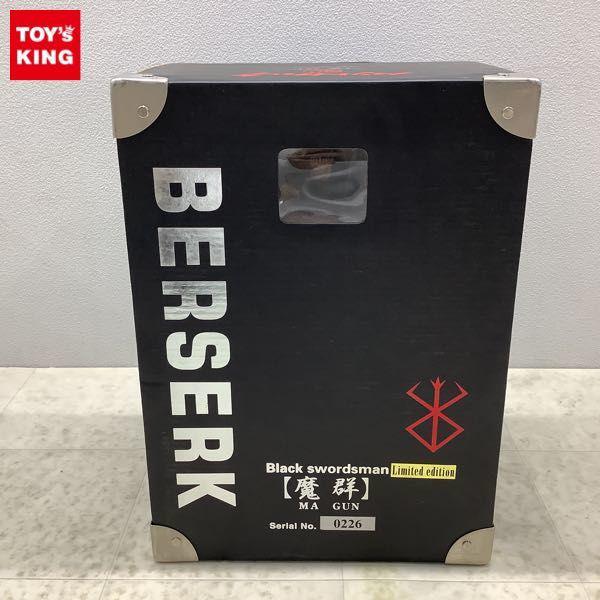 TOY's
KING
BERSERK
Black swordsman Limited edition
【魔 群】
MA GUN
Serial No. 0226